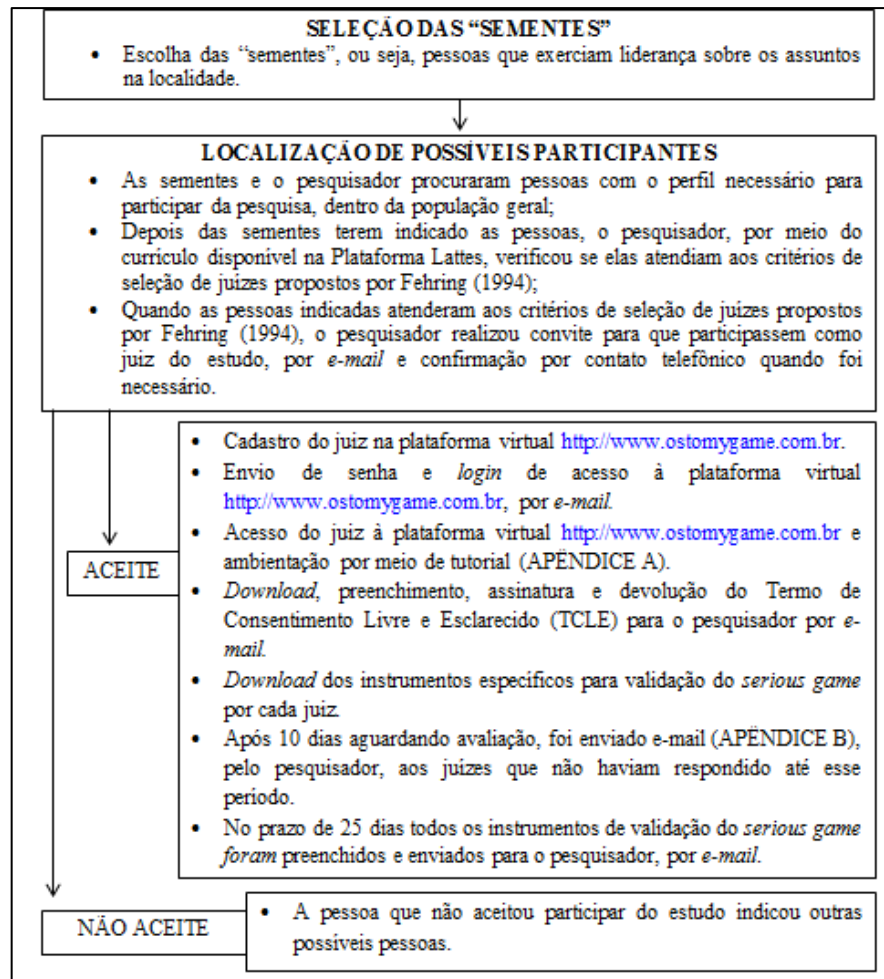 SELEÇÃO DAS “SEMENTES”
• Escolha das “sementes”, ou seja, pessoas que exerciam liderança sobre os assuntos
na localidade.
LOCALIZAÇÃO DE POSSÍVEIS PARTICIPANTES
• As sementes e o pesquisador procuraram pessoas com o perfil necessário para
participar da pesquisa, dentro da população geral;
• Depois das sementes terem indicado as pessoas, o pesquisador, por meio do
currículo disponível na Plataforma Lattes, verificou se elas atendiam aos critérios de
seleção de juízes propostos por Fehring (1994);
• Quando as pessoas indicadas atenderam aos critérios de seleção de juízes propostos
por Fehring (1994), o pesquisador realizou convite para que participassem como
juiz do estudo, por e-mail e confirmação por contato telefônico quando foi
necessário.
ACEITE
• Cadastro do juiz na plataforma virtual http://www.ostomygame.com.br.
• Envio de senha e login de acesso à plataforma virtual
http://www.ostomygame.com.br, por e-mail.
• Acesso do juiz à plataforma virtual http://www.ostomygame.com.br e
ambientação por meio de tutorial (APÊNDICE A).
• Download, preenchimento, assinatura e devolução do Termo de
Consentimento Livre e Esclarecido (TCLE) para o pesquisador por e-
mail.
• Download dos instrumentos específicos para validação do serious game
por cada juiz.
• Após 10 dias aguardando avaliação, foi enviado e-mail (APÊNDICE B),
pelo pesquisador, aos juízes que não haviam respondido até esse
período.
• No prazo de 25 dias todos os instrumentos de validação do serious game
foram preenchidos e enviados para o pesquisador, por e-mail.
NÃO ACEITE
• A pessoa que não aceitou participar do estudo indicou outras
possíveis pessoas.